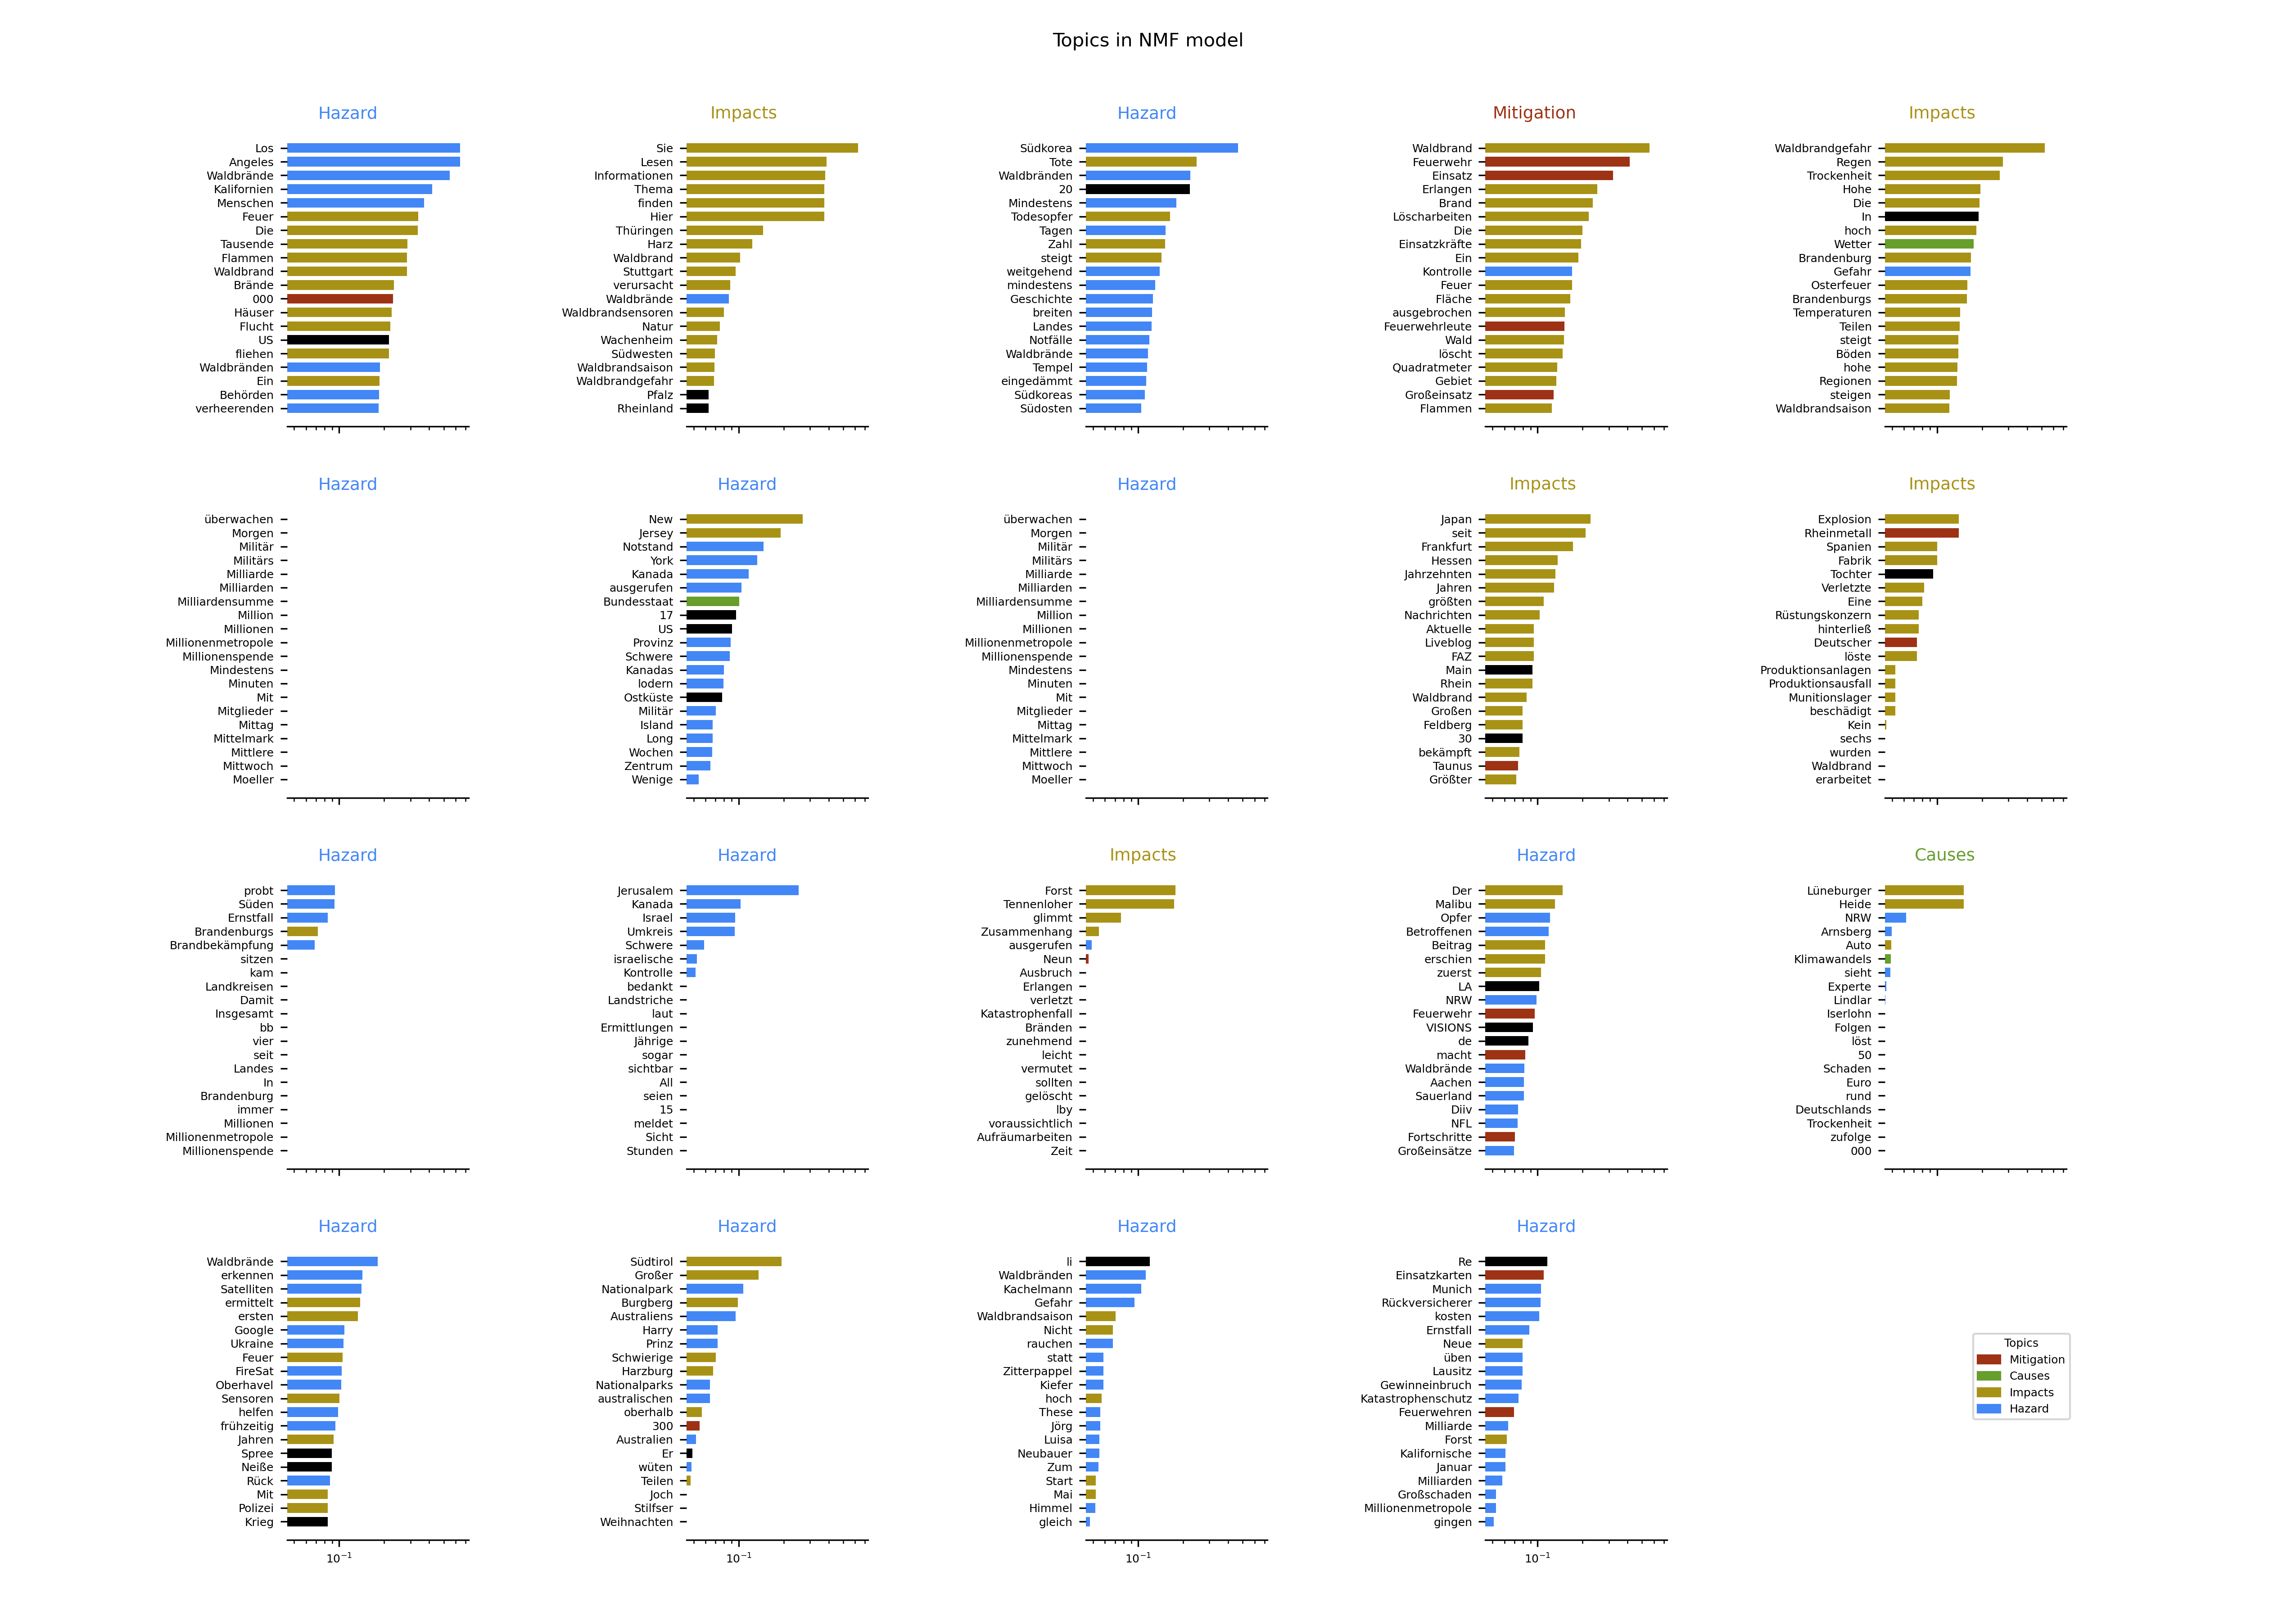 Topics in NMF model
Hazard
Los
Angeles
Waldbrände
Kalifornien
Menschen
Feuer
Die
Tausende
Flammen
Waldbrand
Brände
000
Häuser
Flucht
US
fliehen
Waldbränden
Ein
Behörden
verheerenden
Impacts
Sie
Lesen
Informationen
Thema
finden
Hier
Thüringen
Harz
Waldbrand
Stuttgart
verursacht
Waldbrände
Waldbrandsensoren
Natur
Wachenheim
Südwesten
Waldbrandsaison
Waldbrandgefahr
Pfalz
Rheinland
Hazard
Südkorea
Tote
Waldbränden
20
Mindestens
Todesopfer
Tagen
Zahl
steigt
weitgehend
mindestens
Geschichte
breiten
Landes
Notfälle
Waldbrände
Tempel
eingedämmt
Südkoreas
Südosten
Mitigation
Waldbrand
Feuerwehr
Einsatz
Erlangen
Brand
Löscharbeiten
Die
Einsatzkräfte
Ein
Kontrolle
Feuer
Fläche
ausgebrochen
Feuerwehrleute
Wald
löscht
Quadratmeter
Gebiet
Großeinsatz
Flammen
Impacts
Waldbrandgefahr
Regen
Trockenheit
Hohe
Die
In
hoch
Wetter
Brandenburg
Gefahr
Osterfeuer
Brandenburgs
Temperaturen
Teilen
steigt
Böden
hohe
Regionen
steigen
Waldbrandsaison
Hazard
überwachen
Morgen
Militär
Militärs
Milliarde
Milliarden
Milliardensumme
Million
Millionen
Millionenmetropole
Millionenspende
Mindestens
Minuten
Mit
Mitglieder
Mittag
Mittelmark
Mittlere
Mittwoch
Moeller
Hazard
New
Jersey
Notstand
York
Kanada
ausgerufen
Bundesstaat
17
US
Provinz
Schwere
Kanadas
lodern
Ostküste
Militär
Island
Long
Wochen
Zentrum
Wenige
Hazard
überwachen
Morgen
Militär
Militärs
Milliarde
Milliarden
Milliardensumme
Million
Millionen
Millionenmetropole
Millionenspende
Mindestens
Minuten
Mit
Mitglieder
Mittag
Mittelmark
Mittlere
Mittwoch
Moeller
Impacts
Japan
seit
Frankfurt
Hessen
Jahrzehnten
Jahren
größten
Nachrichten
Aktuelle
Liveblog
FAZ
Main
Rhein
Waldbrand
Großen
Feldberg
30
bekämpft
Taunus
Größter
Impacts
Explosion
Rheinmetall
Spanien
Fabrik
Tochter
Verletzte
Eine
Rüstungskonzern
hinterließ
Deutscher
löste
Produktionsanlagen
Produktionsausfall
Munitionslager
beschädigt
Kein
sechs
wurden
Waldbrand
erarbeitet
Hazard
probt
Süden
Ernstfall
Brandenburgs
Brandbekämpfung
sitzen
kam
Landkreisen
Damit
Insgesamt
bb
vier
seit
Landes
In
Brandenburg
immer
Millionen
Millionenmetropole
Millionenspende
Hazard
Jerusalem
Kanada
Israel
Umkreis
Schwere
israelische
Kontrolle
bedankt
Landstriche
laut
Ermittlungen
Jährige
sogar
sichtbar
All
seien
15
meldet
Sicht
Stunden
Impacts
Forst
Tennenloher
glimmt
Zusammenhang
ausgerufen
Neun
Ausbruch
Erlangen
verletzt
Katastrophenfall
Bränden
zunehmend
leicht
vermutet
sollten
gelöscht
lby
voraussichtlich
Aufräumarbeiten
Zeit
Hazard
Der
Malibu
Opfer
Betroffenen
Beitrag
erschien
zuerst
LA
NRW
Feuerwehr
VISIONS
de
macht
Waldbrände
Aachen
Sauerland
Diiv
NFL
Fortschritte
Großeinsätze
Causes
Lüneburger
Heide
NRW
Arnsberg
Auto
Klimawandels
sieht
Experte
Lindlar
Iserlohn
Folgen
löst
50
Schaden
Euro
rund
Deutschlands
Trockenheit
zufolge
000
Hazard
Waldbrände
erkennen
Satelliten
ermittelt
ersten
Google
Ukraine
Feuer
FireSat
Oberhavel
Sensoren
helfen
frühzeitig
Jahren
Spree
Neiße
Rück
Mit
Polizei
Krieg
10⁻¹
Hazard
Südtirol
Großer
Nationalpark
Burgberg
Australiens
Harry
Prinz
Schwierige
Harzburg
Nationalparks
australischen
oberhalb
300
Australien
Er
wüten
Teilen
Joch
Stilfser
Weihnachten
10⁻¹
Hazard
li
Waldbränden
Kachelmann
Gefahr
Waldbrandsaison
Nicht
rauchen
statt
Zitterpappel
Kiefer
hoch
These
Jörg
Luisa
Neubauer
Zum
Start
Mai
Himmel
gleich
10⁻¹
Hazard
Re
Einsatzkarten
Munich
Rückversicherer
kosten
Ernstfall
Neue
üben
Lausitz
Gewinneinbruch
Katastrophenschutz
Feuerwehren
Milliarde
Forst
Kalifornische
Januar
Milliarden
Großschaden
Millionenmetropole
gingen
10⁻¹
Topics
Mitigation
Causes
Impacts
Hazard